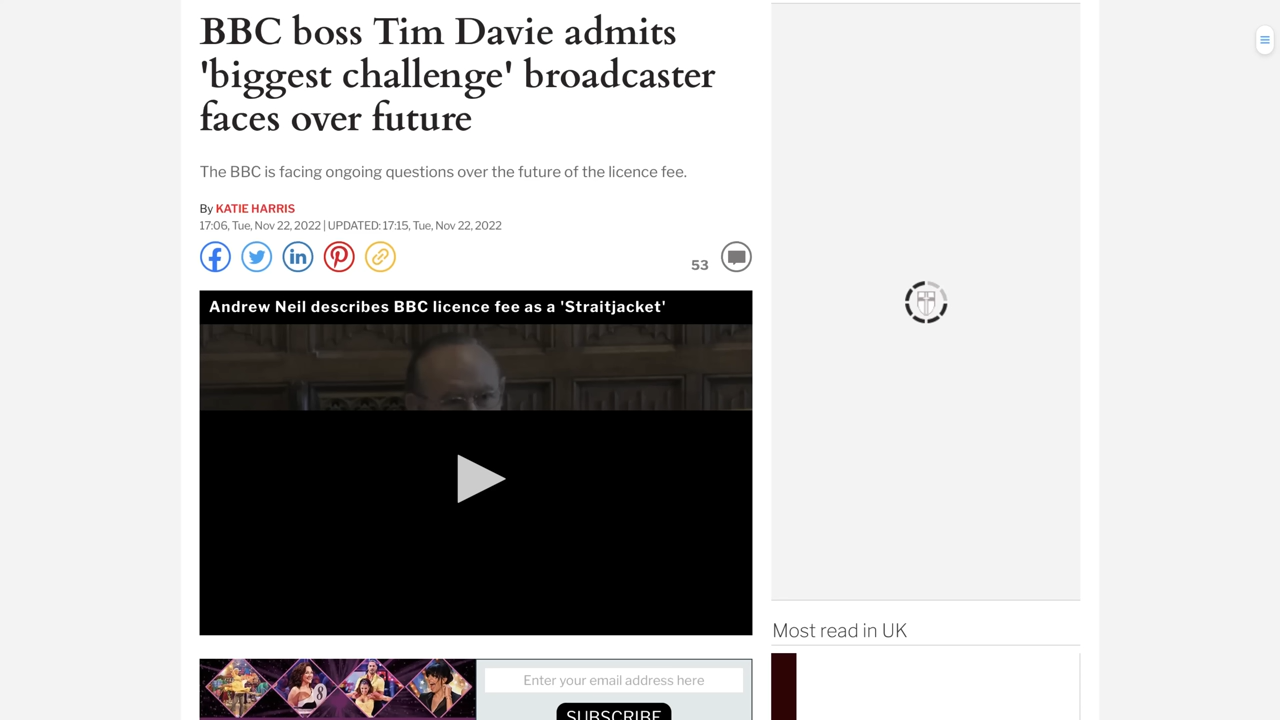 BBC boss Tim Davie admits
'biggest challenge' broadcaster
faces over future
The BBC is facing ongoing questions over the future of the licence fee.
By KATIE HARRIS
17:06, Tue, Nov 22, 2022 | UPDATED: 17:15, Tue, Nov 22, 2022
53
Andrew Neil describes BBC licence fee as a 'Straitjacket'
8
Enter your email address here
SUBSCRIBE
Most read in UK